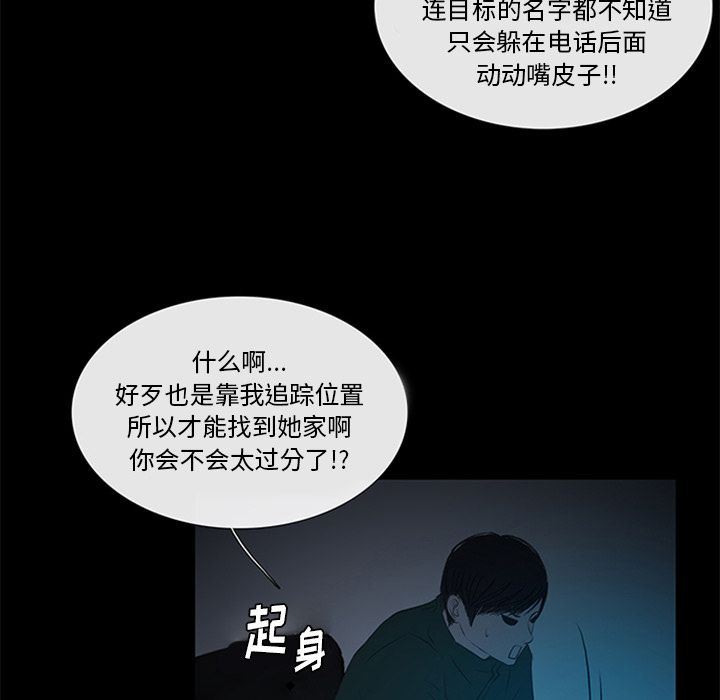 连目标的名字都不知道
只会躲在电话后面
动动嘴皮子!!
什么啊...
好歹也是靠我追踪位置
所以才能找到她家啊
你会不会太过分了!?
起身